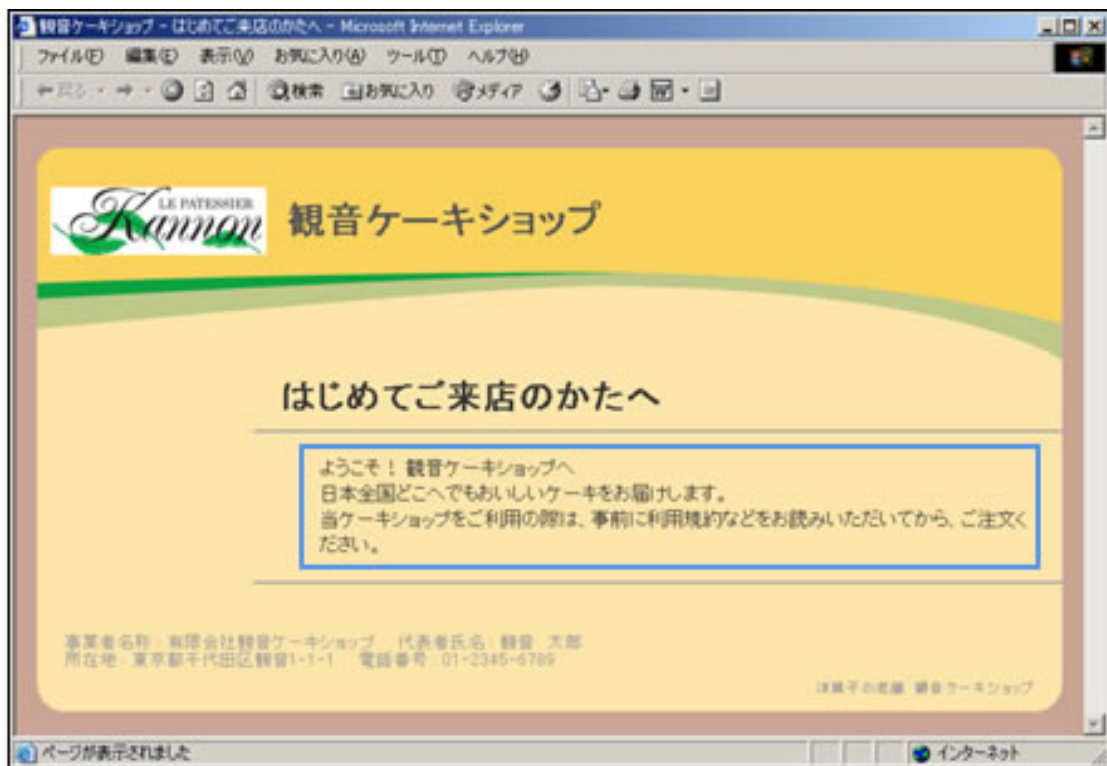 観音ケーキショップ - はじめてご来店のかたへ - Microsoft Internet Explorer
ファイル(F) 編集(E) 表示(V) お気に入り(A) ツール(T) ヘルプ(H)
戻る 検索 お気に入り メディア
LE PATESSIER
Kannon
観音ケーキショップ
はじめてご来店のかたへ
ようこそ！ 観音ケーキショップへ
日本全国どこへでもおいしいケーキをお届けします。
当ケーキショップをご利用の際は、事前に利用規約などをお読みいただいてから、ご注文く
ださい。
事業者名称：有限会社観音ケーキショップ 代表者氏名：観音 太郎
所在地：東京都千代田区観音1-1-1 電話番号：01-2345-6789
洋菓子の老舗 観音ケーキショップ
ページが表示されました
インターネット